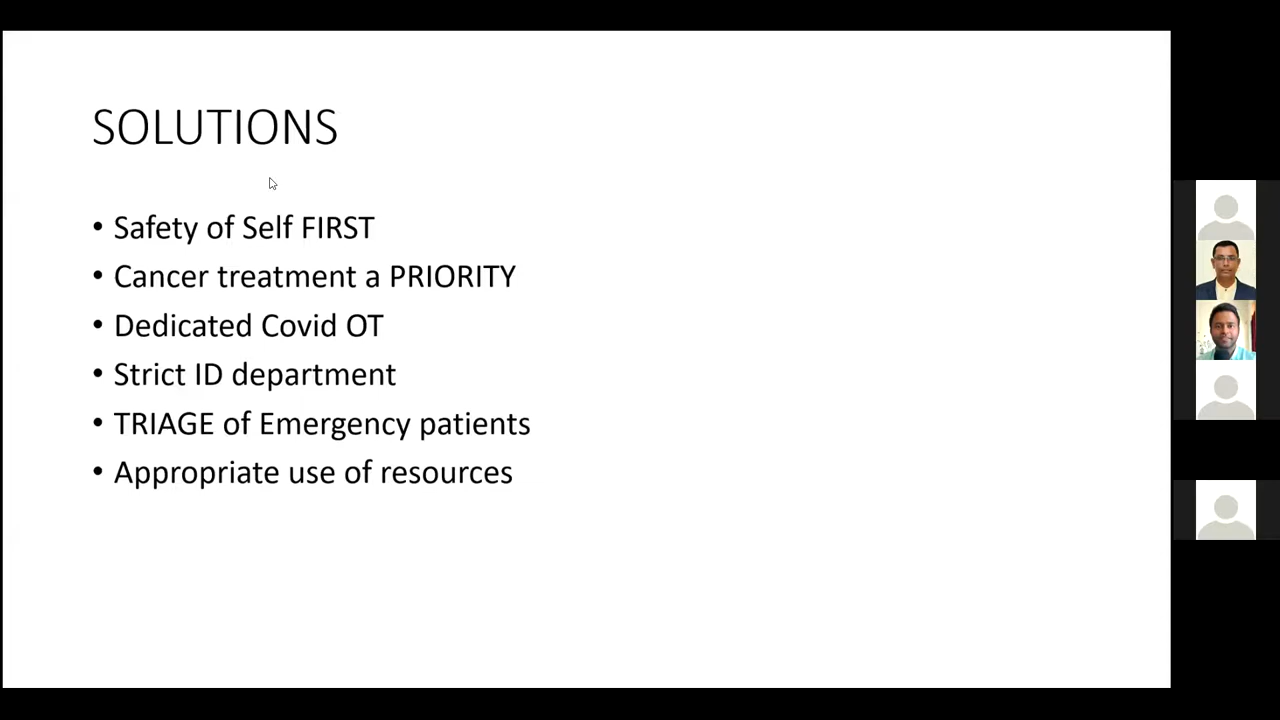 SOLUTIONS
• Safety of Self FIRST
• Cancer treatment a PRIORITY
• Dedicated Covid OT
• Strict ID department
• TRIAGE of Emergency patients
• Appropriate use of resources